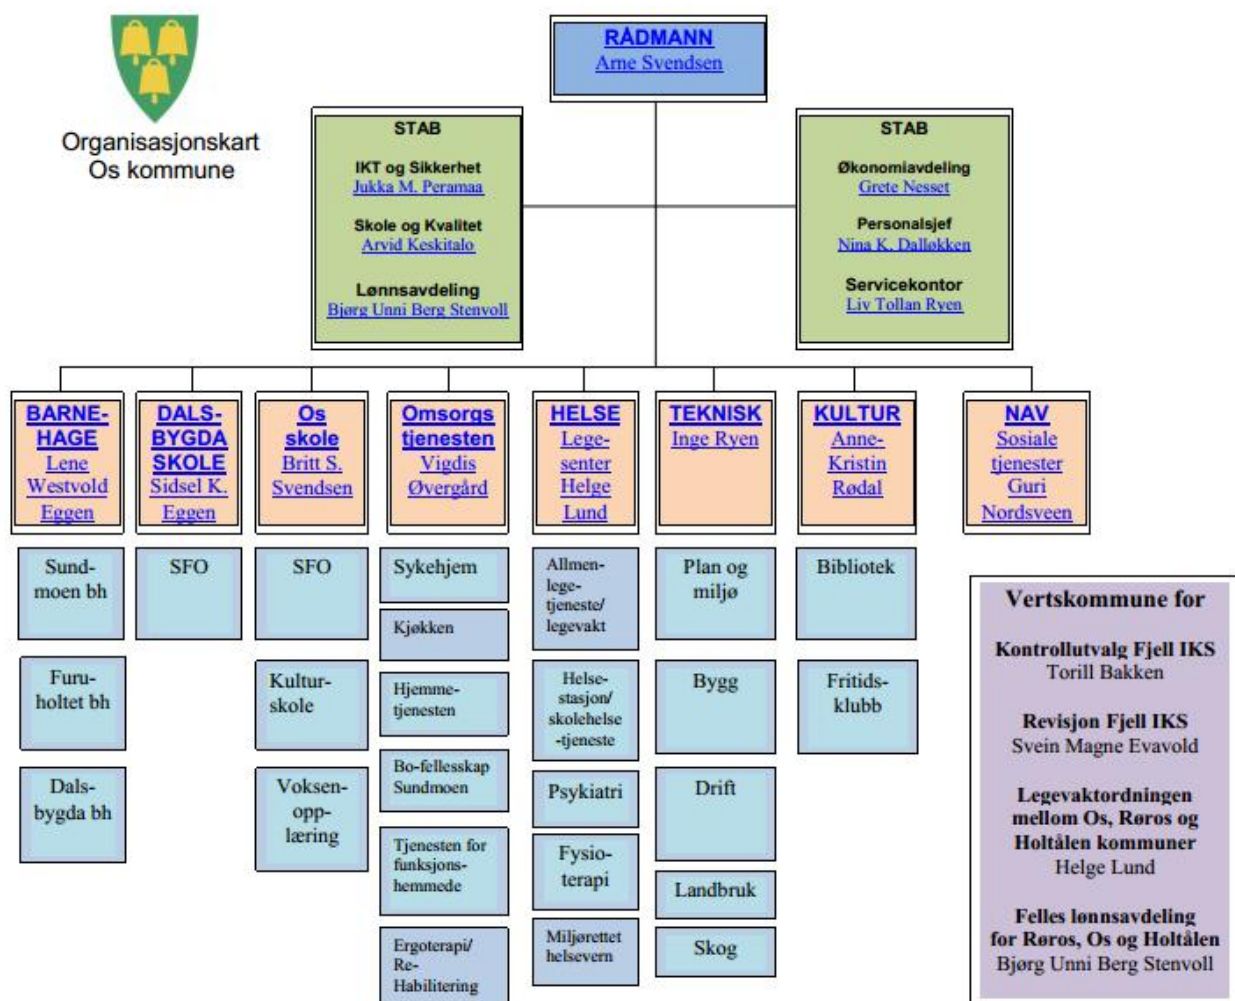 Organisasjonskart
Os kommune
RÅDMANN
Arne Svendsen
STAB
IKT og Sikkerhet
Jukka M. Peramaa
Skole og Kvalitet
Arvid Keskitalo
Lønnsavdeling
Bjørg Unni Berg Stenvoll
STAB
Økonomiavdeling
Grete Nesset
Personalsjef
Nina K. Dalløkken
Servicekontor
Liv Tollan Ryen
BARNE-
HAGE
Lene
Westvold
Eggen
DALS-
BYGDA
SKOLE
Sidsel K.
Eggen
Os
skole
Britt S.
Svendsen
Omsorgs
tjenesten
Vigdis
Øvergård
HELSE
Lege-
senter
Helge
Lund
TEKNISK
Inge Ryen
KULTUR
Anne-
Kristin
Rødal
NAV
Sosiale
tjenester
Guri
Nordsveen
Sund-
moen bh
Furu-
holtet bh
Dals-
bygda bh
SFO
SFO
Kultur-
skole
Voksen-
opp-
læring
Sykehjem
Kjøkken
Hjemme-
tjenesten
Bo-fellesskap
Sundmoen
Tjenesten for
funksjons-
hemmede
Ergoterapi/
Re-
Habilitering
Allmen-
lege-
tjeneste/
legevakt
Helse-
stasjon/
skolehelse
-tjeneste
Psykiatri
Fysio-
terapi
Miljørettet
helsevern
Plan og
miljø
Bygg
Drift
Landbruk
Skog
Bibliotek
Fritids-
klubb
Vertskommune for
Kontrollutvalg Fjell IKS
Torill Bakken
Revisjon Fjell IKS
Svein Magne Evavold
Legevaktordningen
mellom Os, Røros og
Holtålen kommuner
Helge Lund
Felles lønnsavdeling
for Røros, Os og Holtålen
Bjørg Unni Berg Stenvoll